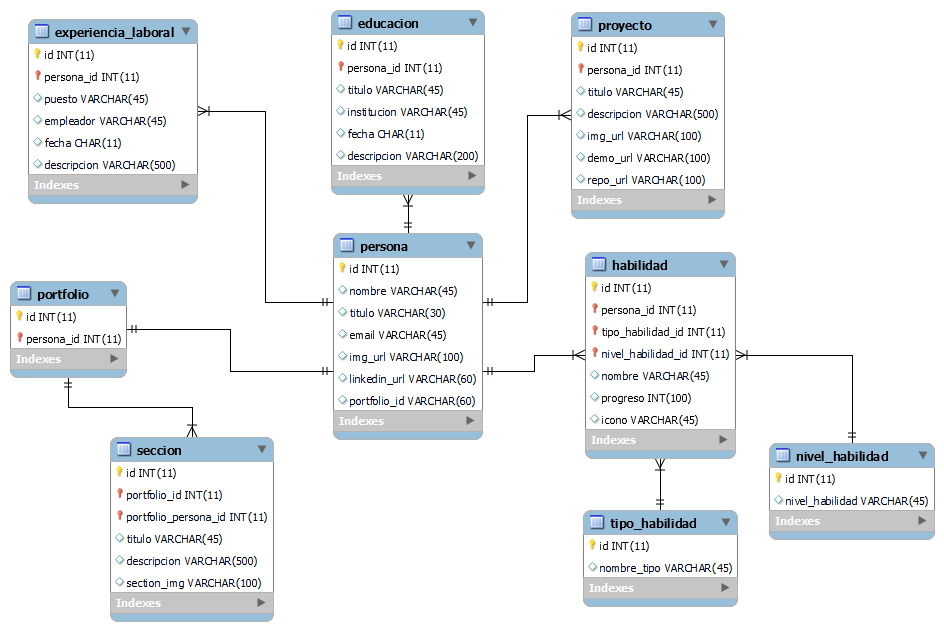 experiencia_laboral
id INT(11)
persona_id INT(11)
puesto VARCHAR(45)
empleador VARCHAR(45)
fecha CHAR(11)
descripcion VARCHAR(500)
Indexes
educacion
id INT(11)
persona_id INT(11)
titulo VARCHAR(45)
institucion VARCHAR(45)
fecha CHAR(11)
descripcion VARCHAR(200)
Indexes
proyecto
id INT(11)
persona_id INT(11)
titulo VARCHAR(45)
descripcion VARCHAR(500)
img_url VARCHAR(100)
demo_url VARCHAR(100)
repo_url VARCHAR(100)
Indexes
portfolio
id INT(11)
persona_id INT(11)
Indexes
persona
id INT(11)
nombre VARCHAR(45)
titulo VARCHAR(30)
email VARCHAR(45)
img_url VARCHAR(100)
linkedin_url VARCHAR(60)
portfolio_id VARCHAR(60)
Indexes
habilidad
id INT(11)
persona_id INT(11)
tipo_habilidad_id INT(11)
nivel_habilidad_id INT(11)
nombre VARCHAR(45)
progreso INT(100)
icono VARCHAR(45)
Indexes
seccion
id INT(11)
portfolio_id INT(11)
portfolio_persona_id INT(11)
titulo VARCHAR(45)
descripcion VARCHAR(500)
section_img VARCHAR(100)
Indexes
tipo_habilidad
id INT(11)
nombre_tipo VARCHAR(45)
Indexes
nivel_habilidad
id INT(11)
nivel_habilidad VARCHAR(45)
Indexes